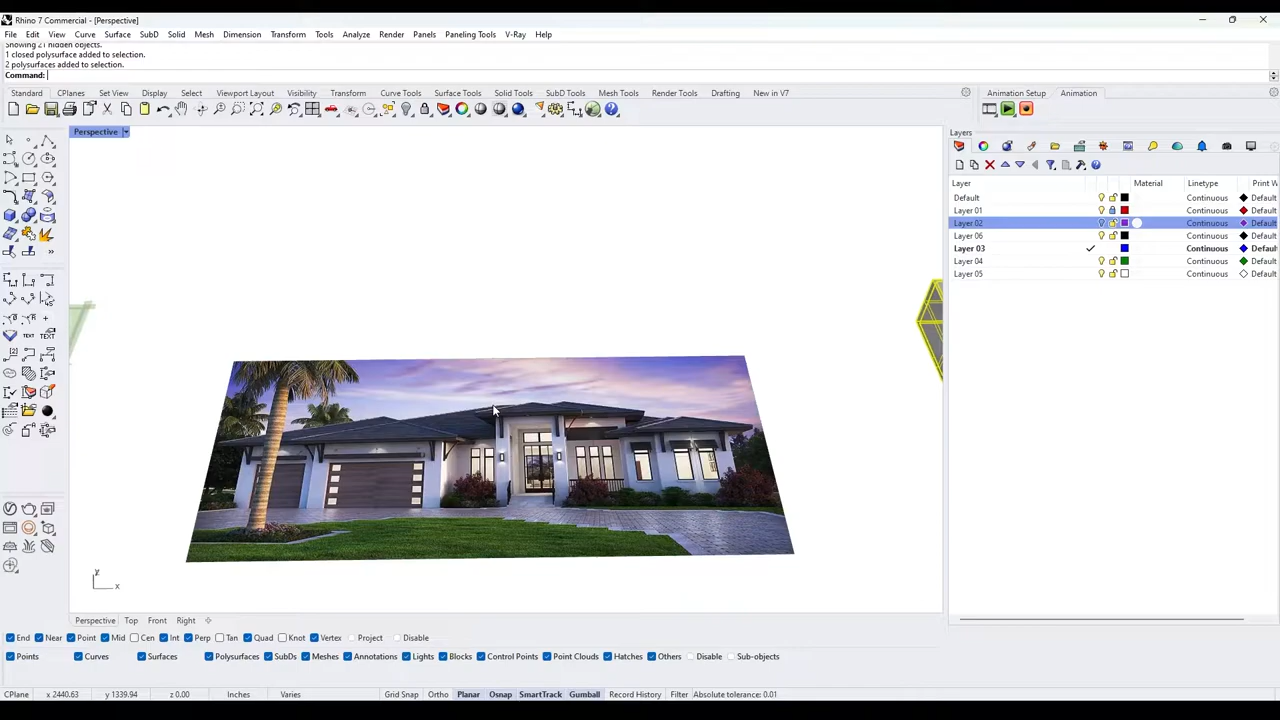 Rhino 7 Commercial - [Perspective]
File Edit View Curve Surface SubD Solid Mesh Dimension Transform Tools Analyze Render Panels Paneling Tools V-Ray Help
Showing 21 hidden objects.
1 closed polysurface added to selection.
2 polysurfaces added to selection.
Command:
Standard CPlanes Set View Display Select Viewport Layout Visibility Transform Curve Tools Surface Tools Solid Tools SubD Tools Mesh Tools Render Tools Drafting New in V7 Animation Setup Animation
Perspective
Layers
Layer Material Linetype Print W
Default Continuous Default
Layer 01 Continuous Default
Layer 02 Continuous Default
Layer 06 Continuous Default
Layer 03 Continuous Defaul
Layer 04 Continuous Default
Layer 05 Continuous Default
TEXT TEXT
y
x
Perspective Top Front Right
End Near Point Mid Cen Int Perp Tan Quad Knot Vertex Project Disable
Points Curves Surfaces Polysurfaces SubDs Meshes Annotations Lights Blocks Control Points Point Clouds Hatches Others Disable Sub-objects
CPlane x 2440.63 y 1339.94 z 0.00 Inches Varies Grid Snap Ortho Planar Osnap SmartTrack Gumball Record History Filter Absolute tolerance: 0.01